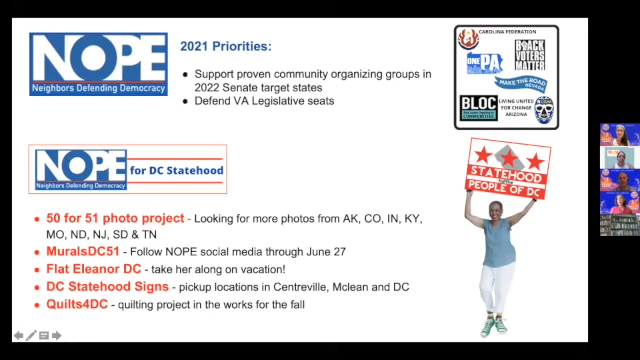 NOPE
Neighbors Defending Democracy
2021 Priorities:
● Support proven community organizing groups in
2022 Senate target states
● Defend VA Legislative seats
CAROLINA FEDERATION
ONE
PA
BLACK
VOTERS
MATTER
MAKE THE ROAD
NEVADA
BLOC
LIVING UNITED
FOR CHANGE
ARIZONA
NOPE
Neighbors Defending Democracy
for DC Statehood
STATEHOOD
PEOPLE OF DC
● 50 for 51 photo project - Looking for more photos from AK, CO, IN, KY,
MO, ND, NJ, SD & TN
● MuralsDC51 - Follow NOPE social media through June 27
● Flat Eleanor DC - take her along on vacation!
● DC Statehood Signs - pickup locations in Centreville, Mclean and DC
● Quilts4DC - quilting project in the works for the fall